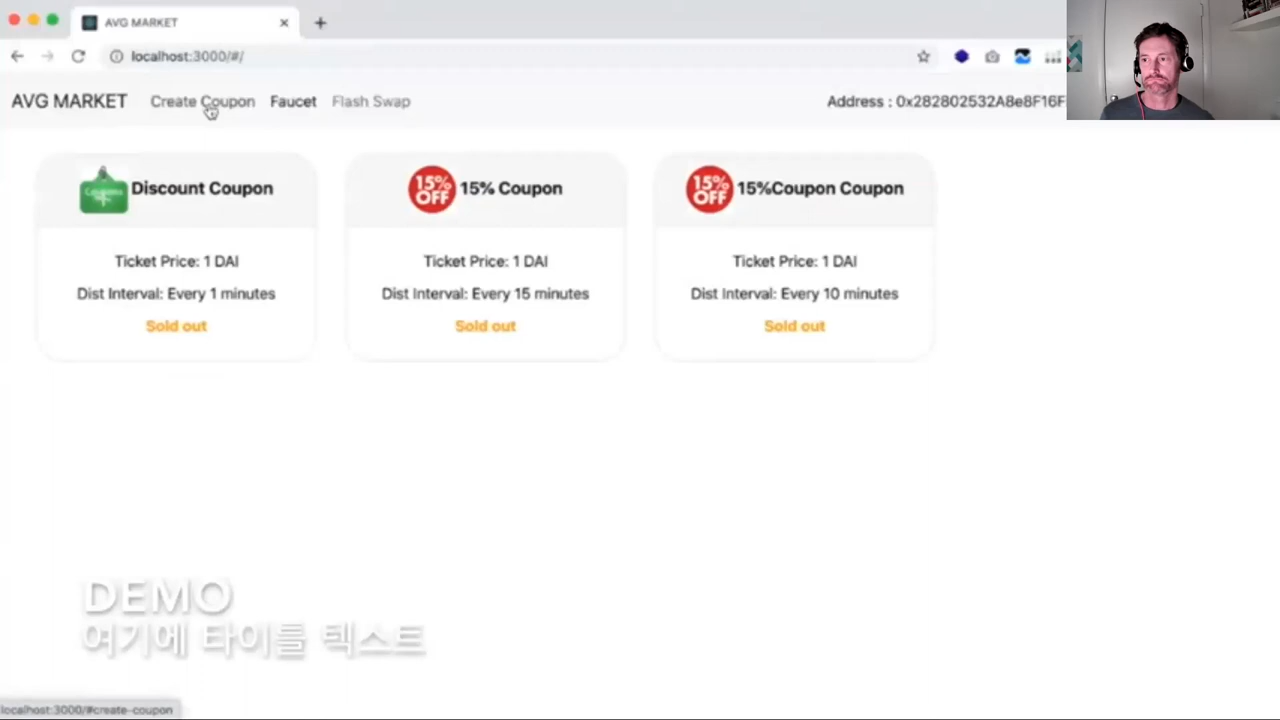 AVG MARKET
localhost:3000/#/
AVG MARKET Create Coupon Faucet Flash Swap Address : 0x282802532A8e8F16F
Discount Coupon
Ticket Price: 1 DAI
Dist Interval: Every 1 minutes
Sold out
15% OFF
15% Coupon
Ticket Price: 1 DAI
Dist Interval: Every 15 minutes
Sold out
15% OFF
15%Coupon Coupon
Ticket Price: 1 DAI
Dist Interval: Every 10 minutes
Sold out
DEMO
여기에 타이틀 텍스트
localhost:3000/#create-coupon